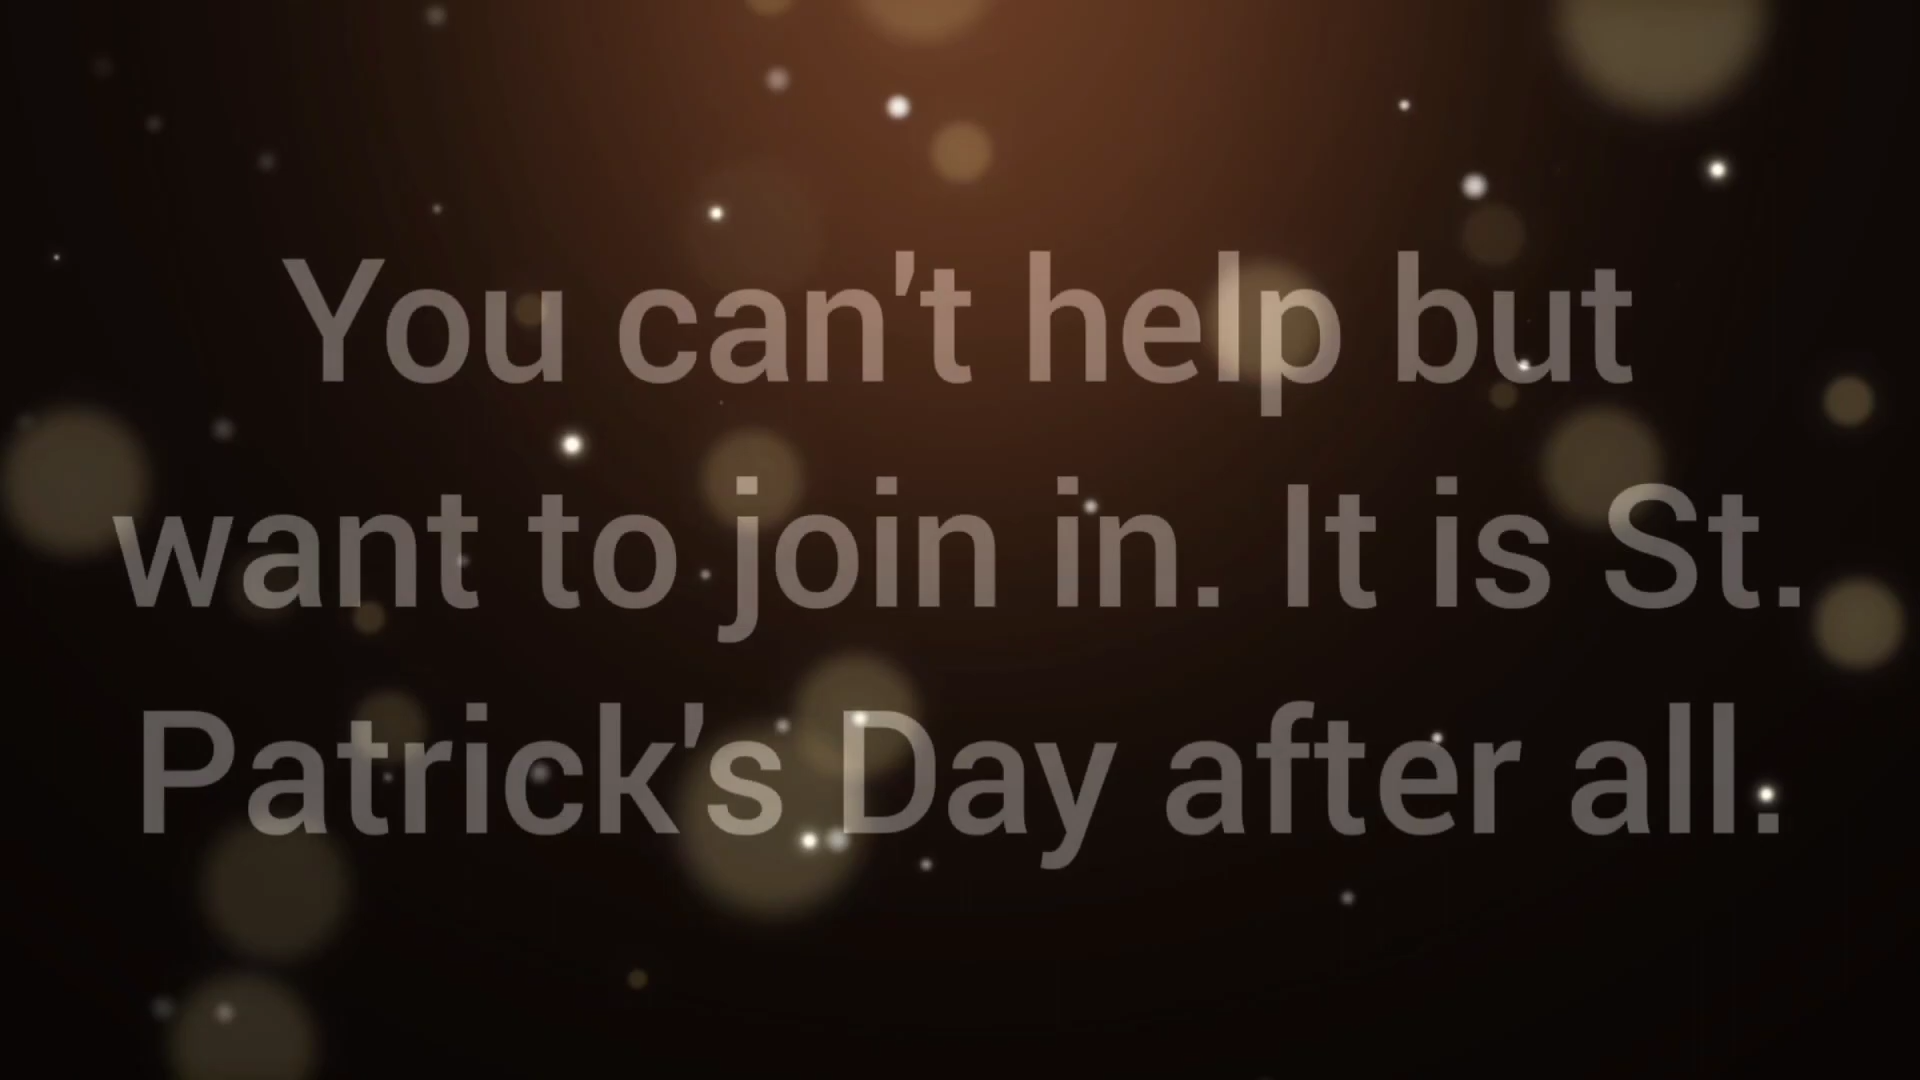 You can't help but
want to join in. It is St.
Patrick's Day after all.